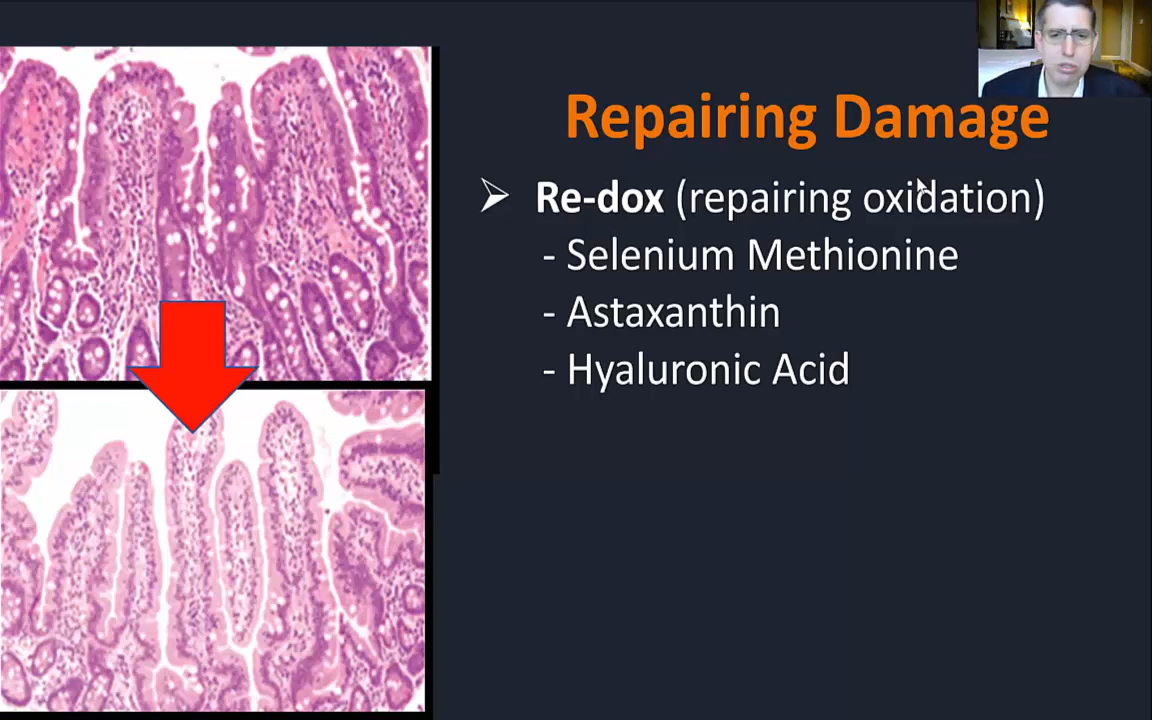 Repairing Damage
➢ Re-dox (repairing oxidation)
- Selenium Methionine
- Astaxanthin
- Hyaluronic Acid